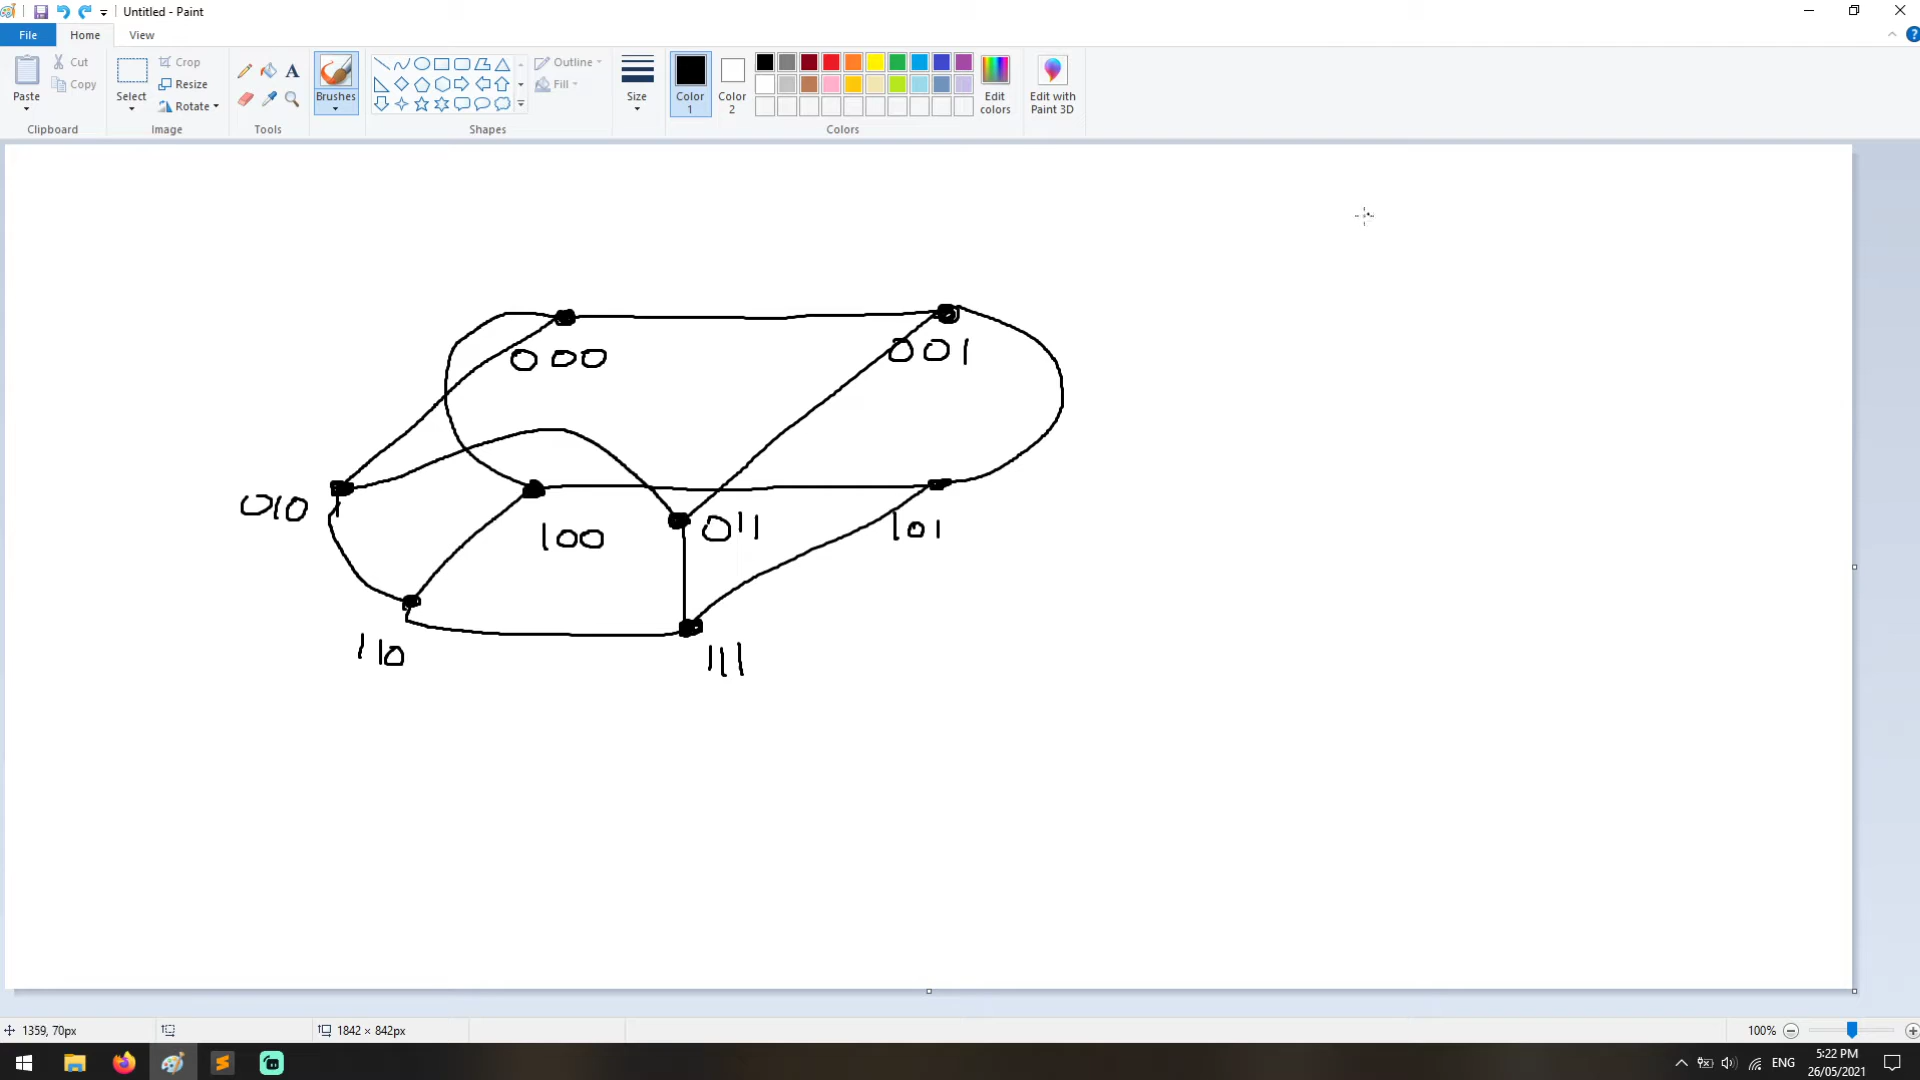 Untitled - Paint
File Home View
Paste Cut Copy Clipboard
Select Crop Resize Rotate Image
Tools
Brushes
Outline Fill Shapes
Size
Color 1 Color 2 Edit colors Colors
Edit with Paint 3D
000
001
010
100
011
101
110
111
1359, 70px
1842 × 842px
100%
ENG
5:22 PM
26/05/2021